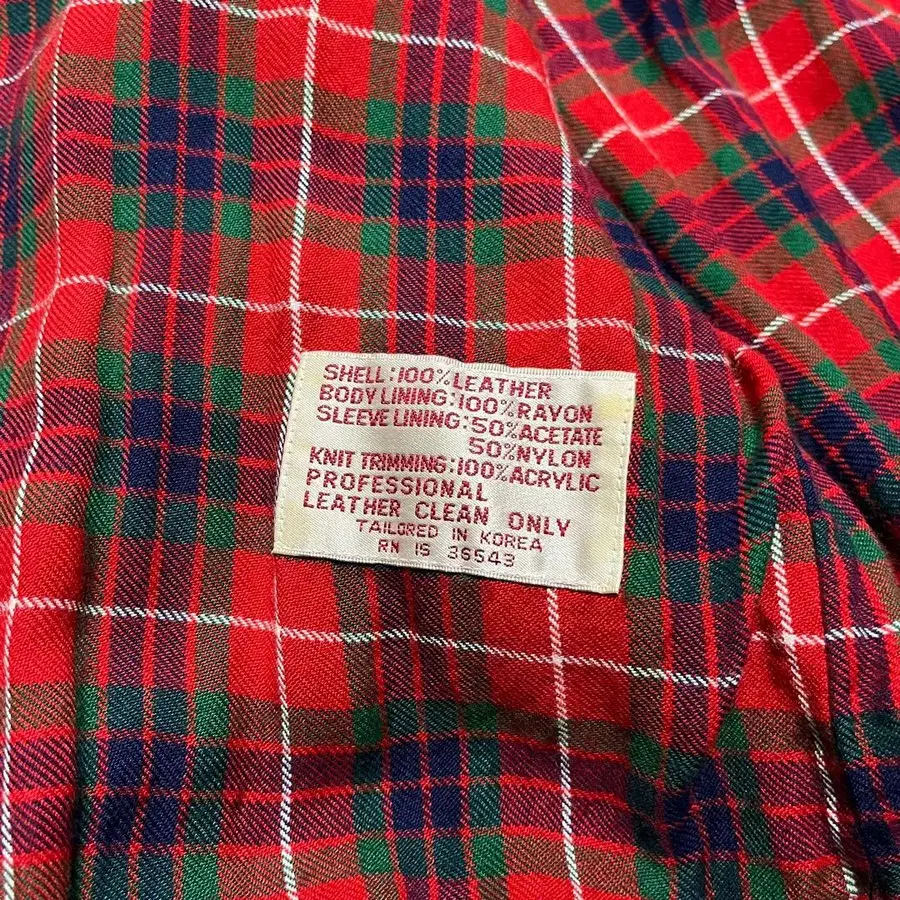 SHELL:100% LEATHER
BODY LINING:100% RAYON
SLEEVE LINING:50% ACETATE
50% NYLON
KNIT TRIMMING:100% ACRYLIC
PROFESSIONAL
LEATHER CLEAN ONLY
TAILORED IN KOREA
RN IS 36543